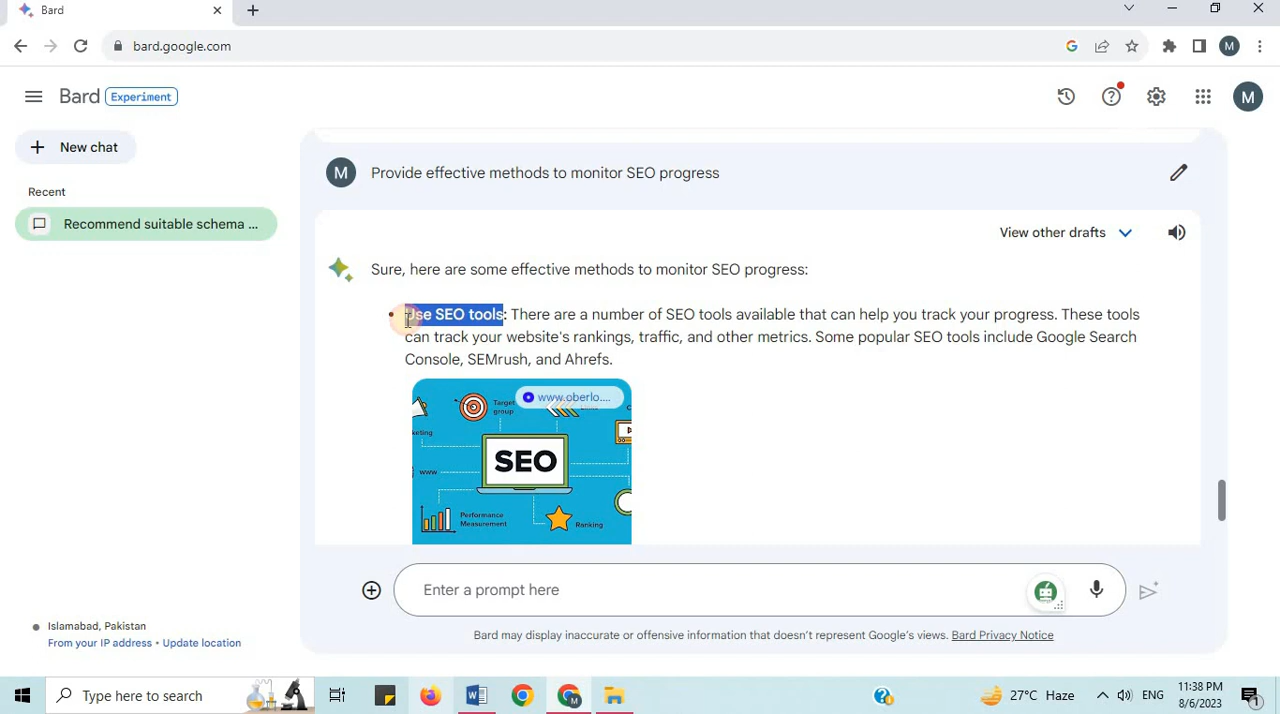 Bard
bard.google.com
M
Bard Experiment
M
New chat
Recent
Recommend suitable schema ...
M
Provide effective methods to monitor SEO progress
View other drafts
Sure, here are some effective methods to monitor SEO progress:
• Use SEO tools: There are a number of SEO tools available that can help you track your progress. These tools
can track your website's rankings, traffic, and other metrics. Some popular SEO tools include Google Search
Console, SEMrush, and Ahrefs.
www.oberlo....
Target
group
keting
www
SEO
Performance
Measurement
Ranking
Enter a prompt here
Bard may display inaccurate or offensive information that doesn't represent Google's views. Bard Privacy Notice
Islamabad, Pakistan
From your IP address • Update location
Type here to search
M
27°C Haze
ENG
11:38 PM
8/6/2023
1